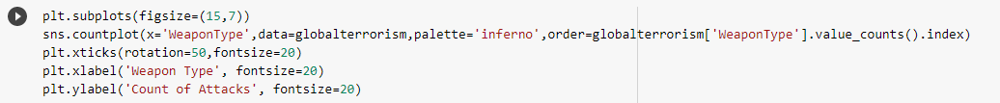 plt.subplots(figsize=(15,7))
sns.countplot(x='WeaponType',data=globalterrorism,palette='inferno',order=globalterrorism['WeaponType'].value_counts().index)
plt.xticks(rotation=50,fontsize=20)
plt.xlabel('Weapon Type', fontsize=20)
plt.ylabel('Count of Attacks', fontsize=20)